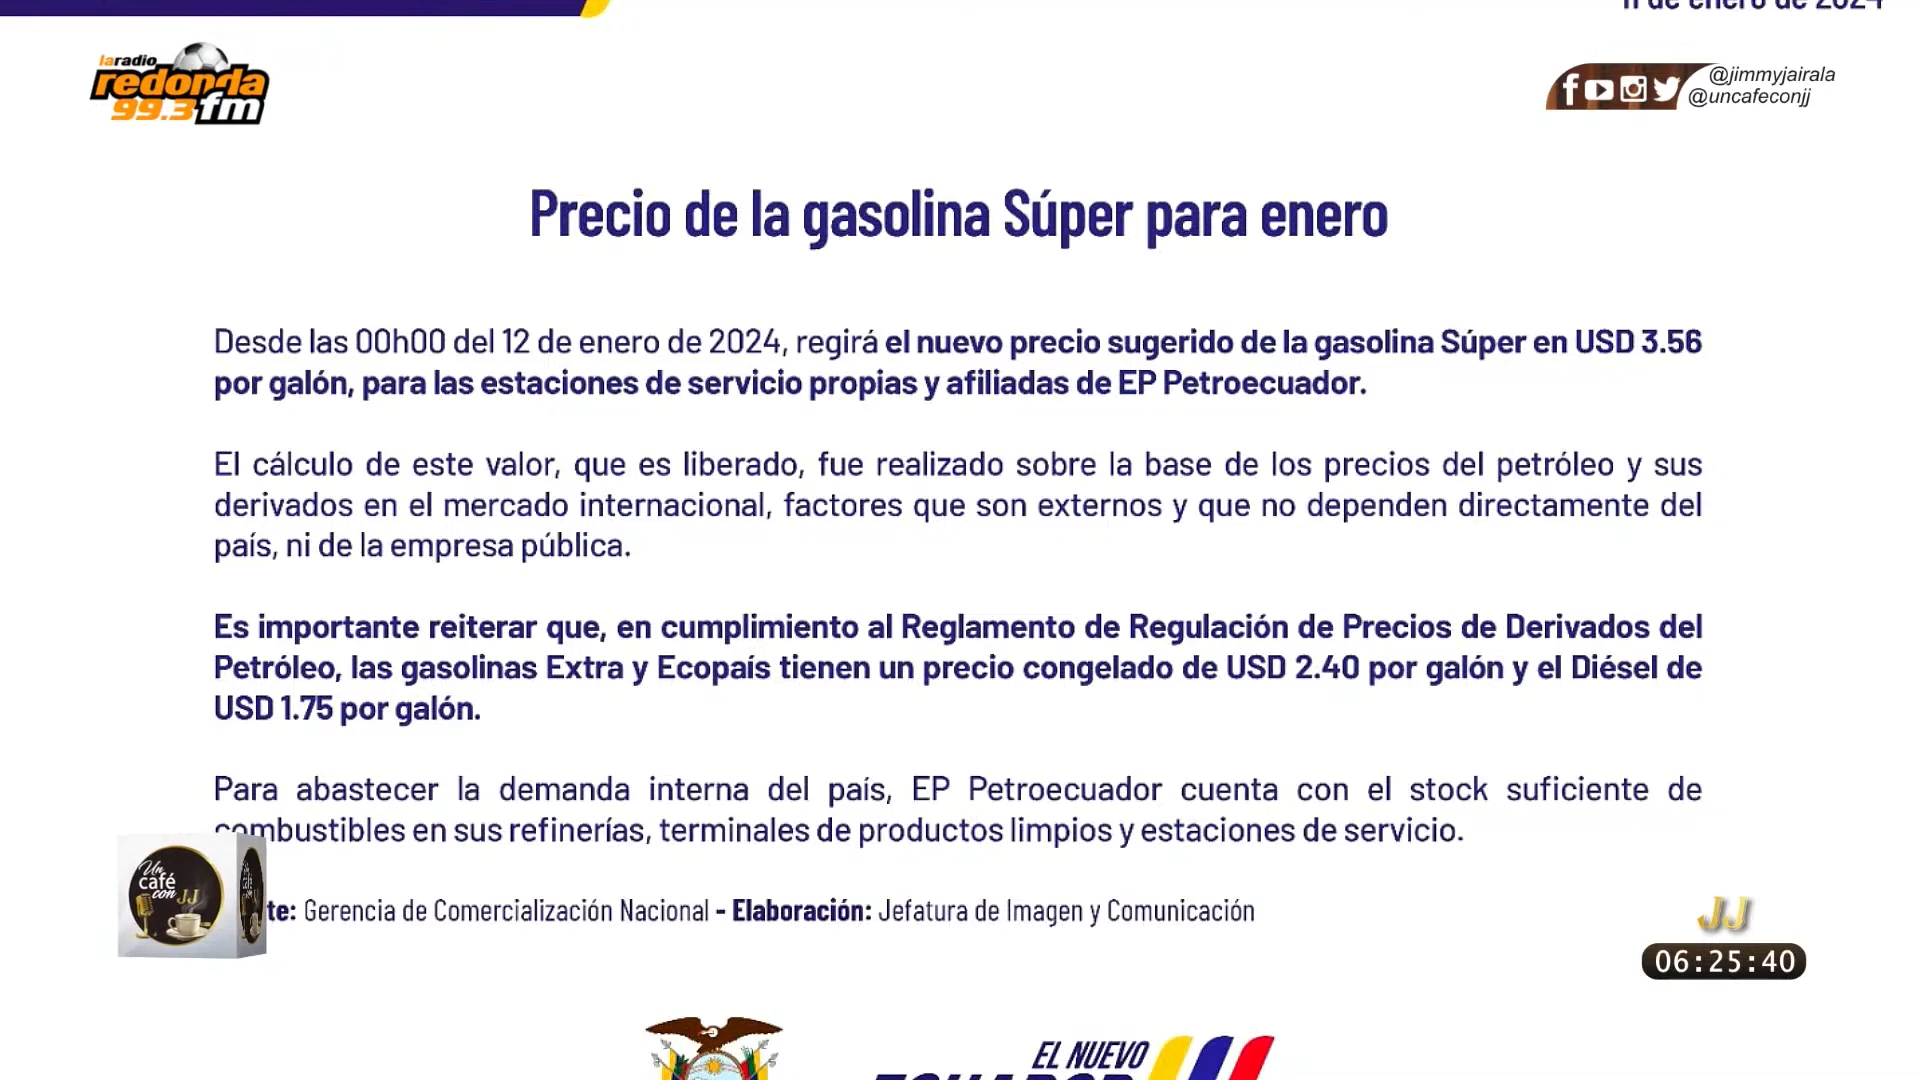 11 de enero de 2024
laradio
redonda
99.3 fm
@jimmyjairala
@uncafeconjj
Precio de la gasolina Súper para enero
Desde las 00h00 del 12 de enero de 2024, regirá el nuevo precio sugerido de la gasolina Súper en USD 3.56
por galón, para las estaciones de servicio propias y afiliadas de EP Petroecuador.
El cálculo de este valor, que es liberado, fue realizado sobre la base de los precios del petróleo y sus
derivados en el mercado internacional, factores que son externos y que no dependen directamente del
país, ni de la empresa pública.
Es importante reiterar que, en cumplimiento al Reglamento de Regulación de Precios de Derivados del
Petróleo, las gasolinas Extra y Ecopaís tienen un precio congelado de USD 2.40 por galón y el Diésel de
USD 1.75 por galón.
Para abastecer la demanda interna del país, EP Petroecuador cuenta con el stock suficiente de
combustibles en sus refinerías, terminales de productos limpios y estaciones de servicio.
te: Gerencia de Comercialización Nacional - Elaboración: Jefatura de Imagen y Comunicación
Un
café
con JJ
JJ
06:25:40
EL NUEVO
ECUADOR